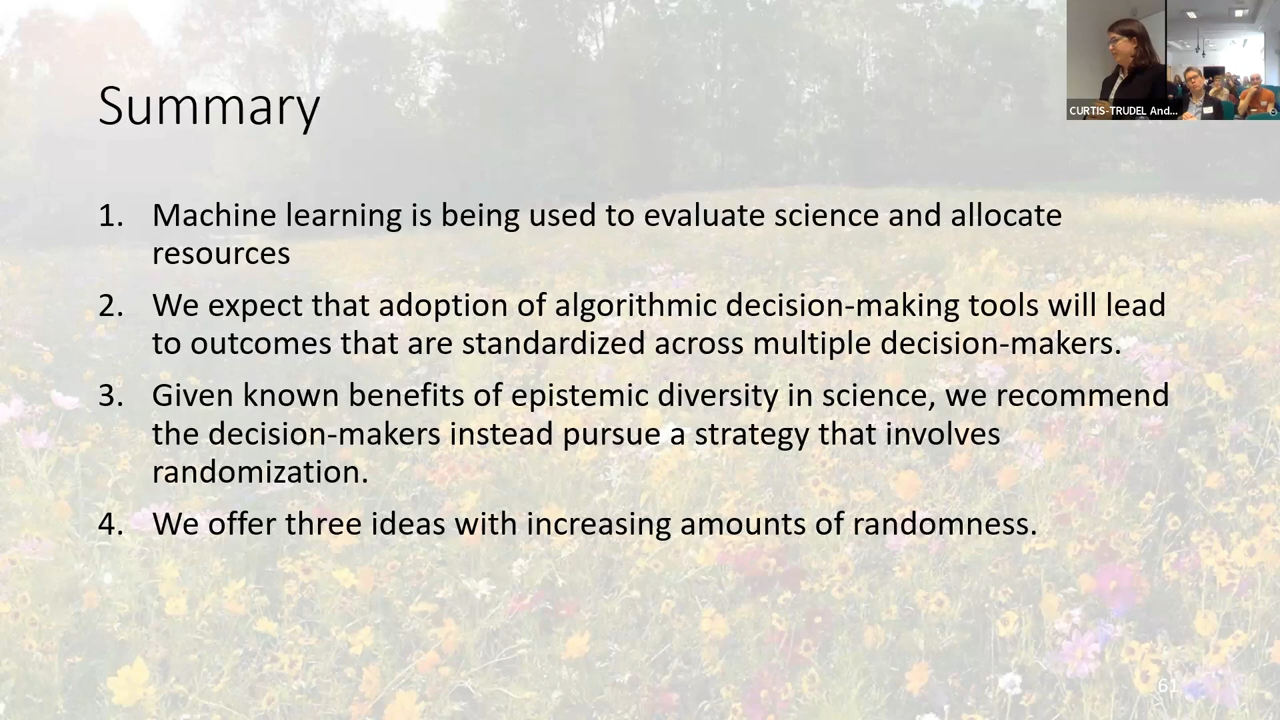 Summary
CURTIS-TRUDEL And...
1. Machine learning is being used to evaluate science and allocate
resources
2. We expect that adoption of algorithmic decision-making tools will lead
to outcomes that are standardized across multiple decision-makers.
3. Given known benefits of epistemic diversity in science, we recommend
the decision-makers instead pursue a strategy that involves
randomization.
4. We offer three ideas with increasing amounts of randomness.
61